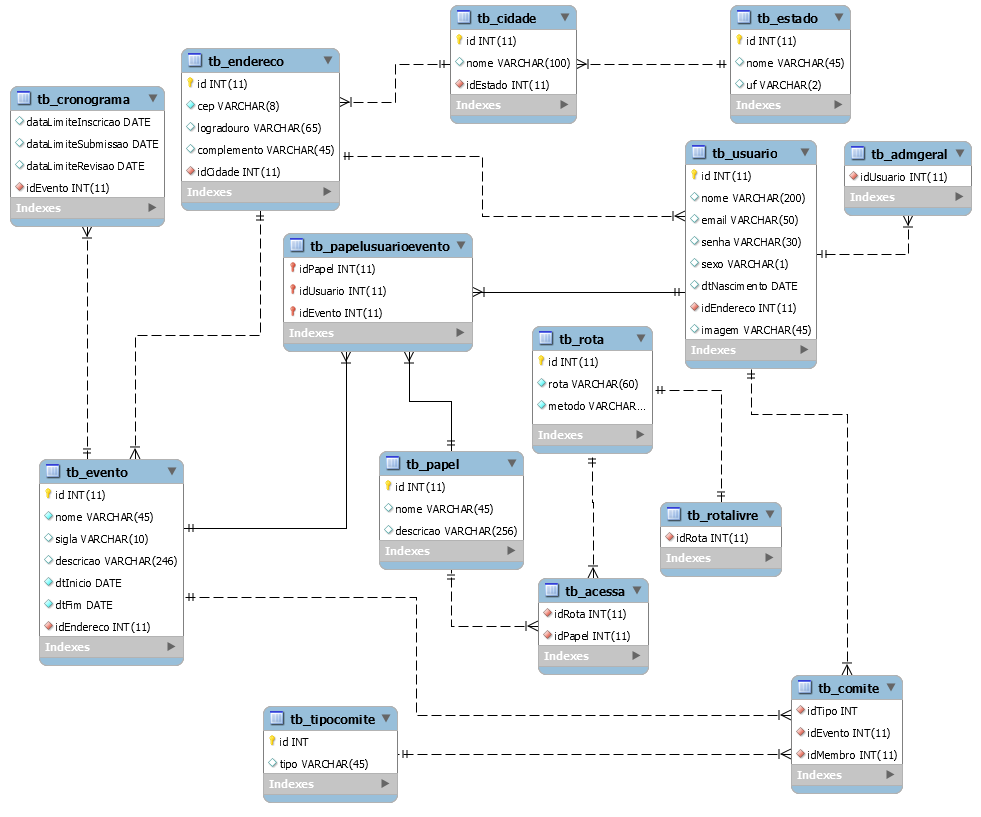 tb_cidade
id INT(11)
nome VARCHAR(100)
idEstado INT(11)
Indexes
tb_estado
id INT(11)
nome VARCHAR(45)
uf VARCHAR(2)
Indexes
tb_endereco
id INT(11)
cep VARCHAR(8)
logradouro VARCHAR(65)
complemento VARCHAR(45)
idCidade INT(11)
Indexes
tb_cronograma
dataLimiteInscricao DATE
dataLimiteSubmissao DATE
dataLimiteRevisao DATE
idEvento INT(11)
Indexes
tb_usuario
id INT(11)
nome VARCHAR(200)
email VARCHAR(50)
senha VARCHAR(30)
sexo VARCHAR(1)
dtNascimento DATE
idEndereco INT(11)
imagem VARCHAR(45)
Indexes
tb_admgeral
idUsuario INT(11)
Indexes
tb_papelusuarioevento
idPapel INT(11)
idUsuario INT(11)
idEvento INT(11)
Indexes
tb_rota
id INT(11)
rota VARCHAR(60)
metodo VARCHAR...
Indexes
tb_evento
id INT(11)
nome VARCHAR(45)
sigla VARCHAR(10)
descricao VARCHAR(246)
dtInicio DATE
dtFim DATE
idEndereco INT(11)
Indexes
tb_papel
id INT(11)
nome VARCHAR(45)
descricao VARCHAR(256)
Indexes
tb_rotalivre
idRota INT(11)
Indexes
tb_acessa
idRota INT(11)
idPapel INT(11)
Indexes
tb_tipocomite
id INT
tipo VARCHAR(45)
Indexes
tb_comite
idTipo INT
idEvento INT(11)
idMembro INT(11)
Indexes